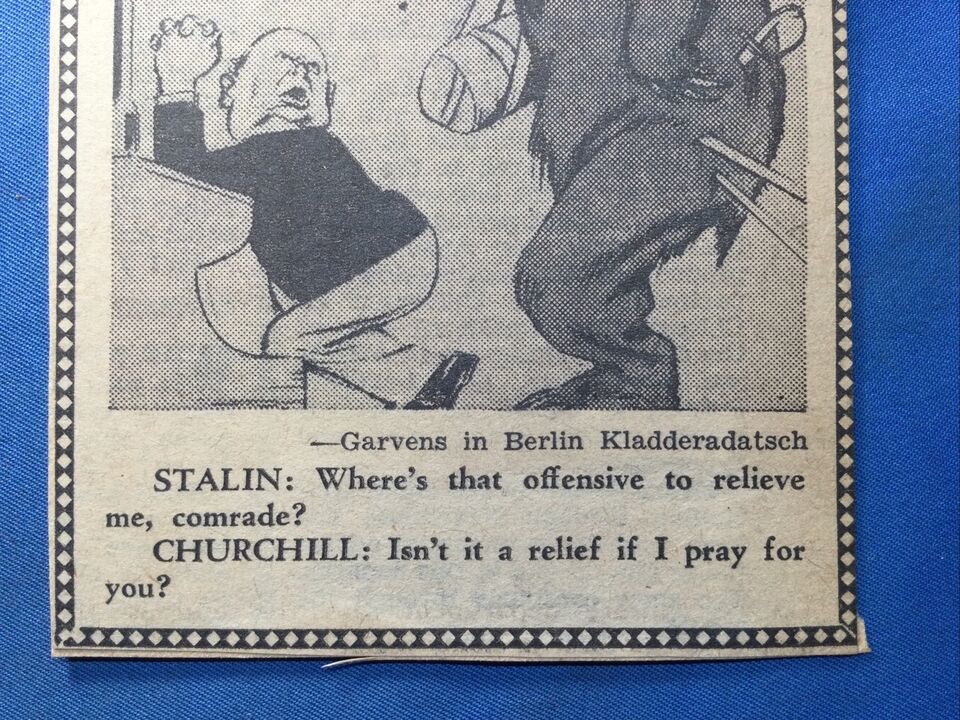 —Garvens in Berlin Kladderadatsch
STALIN: Where's that offensive to relieve
me, comrade?
CHURCHILL: Isn't it a relief if I pray for
you?